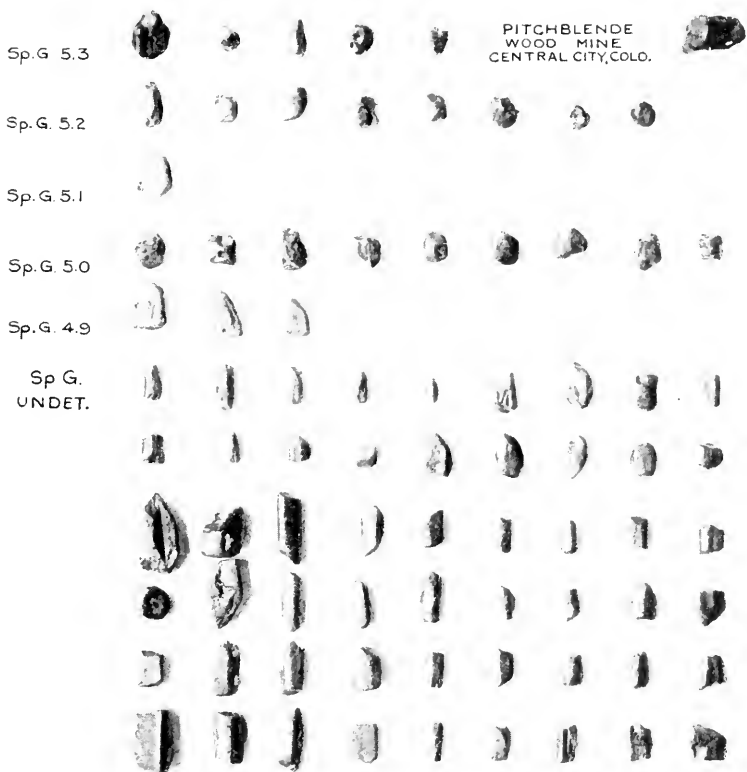 Sp.G 5.3
PITCHBLENDE
WOOD MINE
CENTRAL CITY, COLO.
Sp.G. 5.2
Sp.G. 5.1
Sp.G. 5.0
Sp.G. 4.9
Sp G.
UNDET.